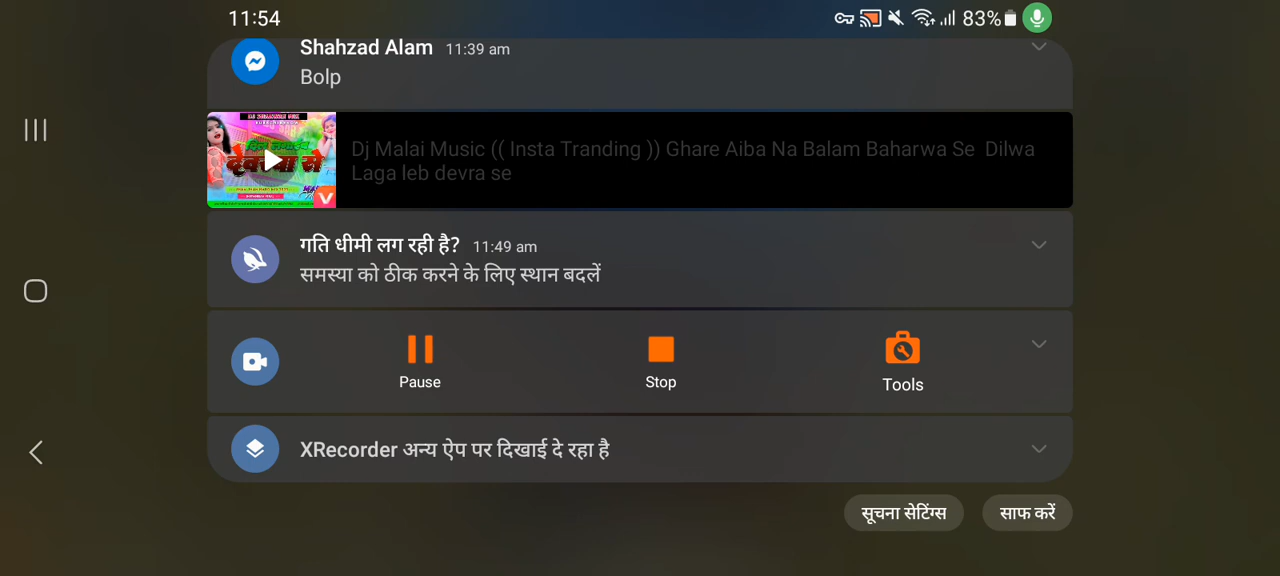 11:54
83%
Shahzad Alam 11:39 am
Bolp
Dj Malai Music (( Insta Tranding )) Ghare Aiba Na Balam Baharwa Se Dilwa
Laga leb devra se
देवरवा से
गति धीमी लग रही है? 11:49 am
समस्या को ठीक करने के लिए स्थान बदलें
Pause Stop Tools
XRecorder अन्य ऐप पर दिखाई दे रहा है
सूचना सेटिंग्स साफ करें